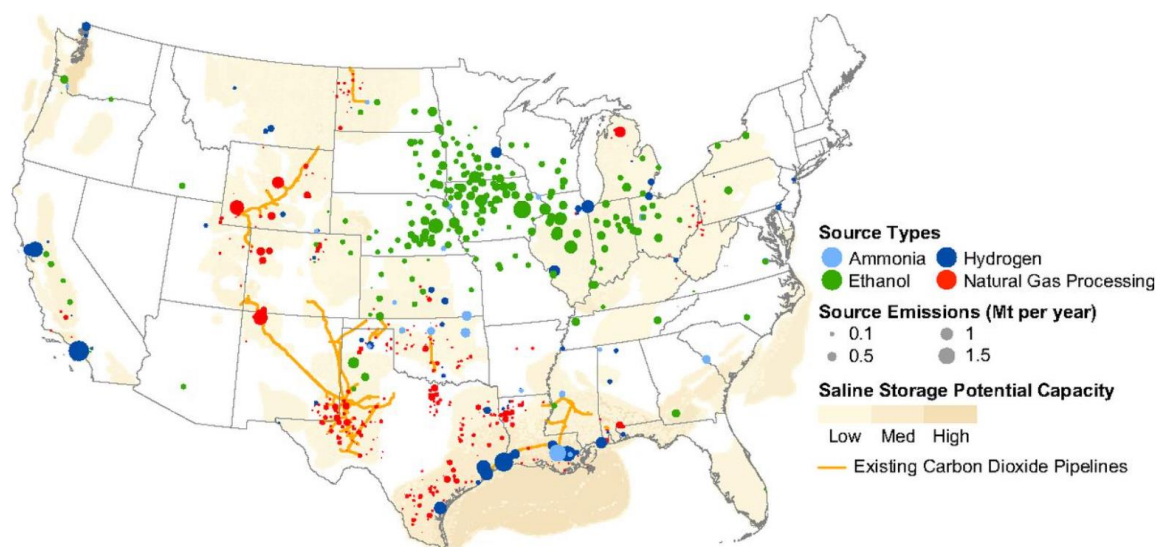 Source Types
Ammonia Hydrogen
Ethanol Natural Gas Processing
Source Emissions (Mt per year)
0.1 1
0.5 1.5
Saline Storage Potential Capacity
Low Med High
Existing Carbon Dioxide Pipelines